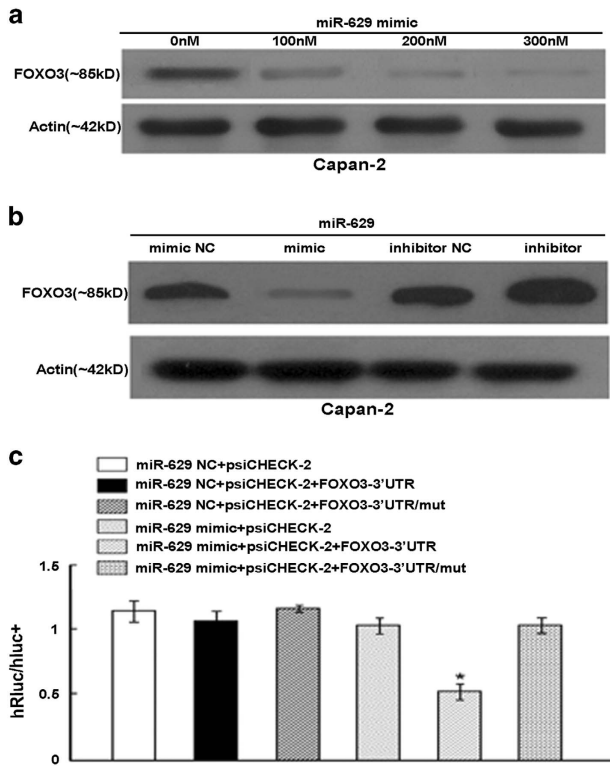 a
miR-629 mimic
0nM 100nM 200nM 300nM
FOXO3(~85kD)
Actin(~42kD)
Capan-2
b
miR-629
mimic NC mimic inhibitor NC inhibitor
FOXO3(~85kD)
Actin(~42kD)
Capan-2
c
miR-629 NC+psiCHECK-2
miR-629 NC+psiCHECK-2+FOXO3-3'UTR
miR-629 NC+psiCHECK-2+FOXO3-3'UTR/mut
miR-629 mimic+psiCHECK-2
miR-629 mimic+psiCHECK-2+FOXO3-3'UTR
miR-629 mimic+psiCHECK-2+FOXO3-3'UTR/mut
hRluc/hluc+
1.5
1
0.5
0
*